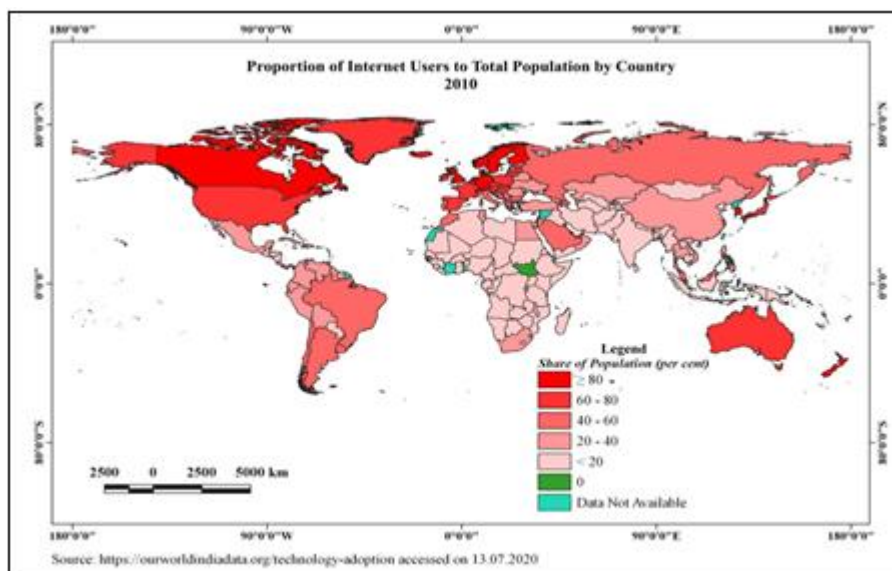 180°0'0" 90°0'0"W 0°0'0" 90°0'0"E 180°0'0"
Proportion of Internet Users to Total Population by Country
2010
Legend
Share of Population (per cent)
≥ 80
60 - 80
40 - 60
20 - 40
< 20
0
Data Not Available
2500 0 2500 5000 km
180°0'0" 90°0'0"W 0°0'0" 90°0'0"E 180°0'0"
Source: https://ourworldindiadata.org/technology-adoption accessed on 13.07.2020